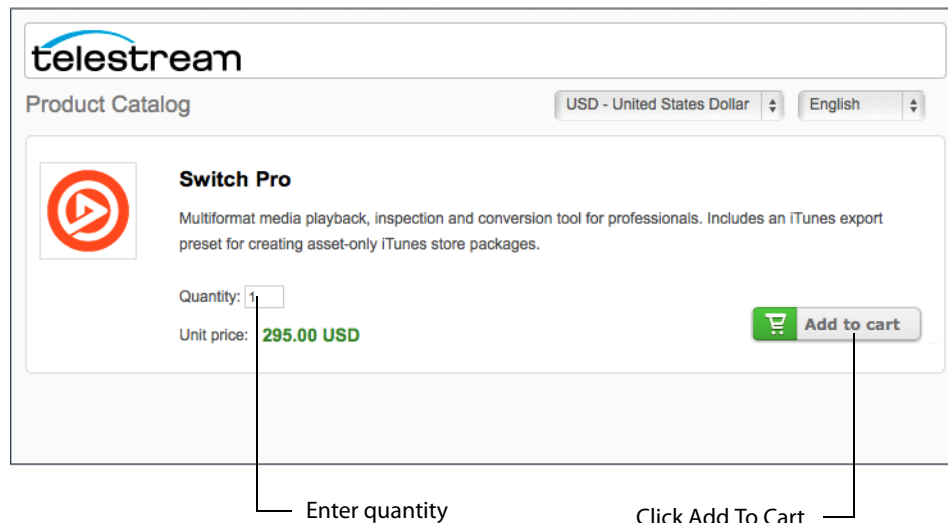 telestream
Product Catalog
USD - United States Dollar
English
Switch Pro
Multiformat media playback, inspection and conversion tool for professionals. Includes an iTunes export
preset for creating asset-only iTunes store packages.
Quantity: 1
Unit price: 295.00 USD
Add to cart
Enter quantity
Click Add To Cart